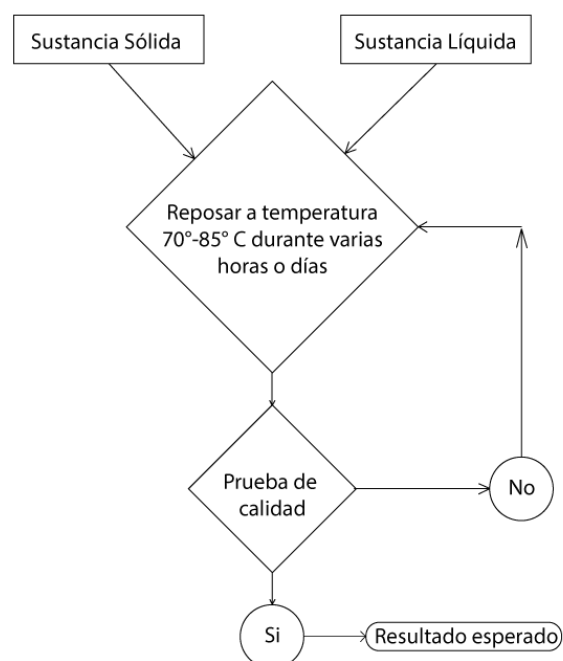 Sustancia Sólida
Sustancia Líquida
Reposar a temperatura
70°-85° C durante varias
horas o días
Prueba de
calidad
No
Si
Resultado esperado